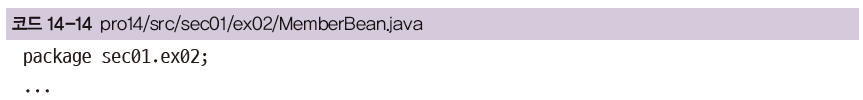 코드 14-14 pro14/src/sec01/ex02/MemberBean.java
package sec01.ex02;
...